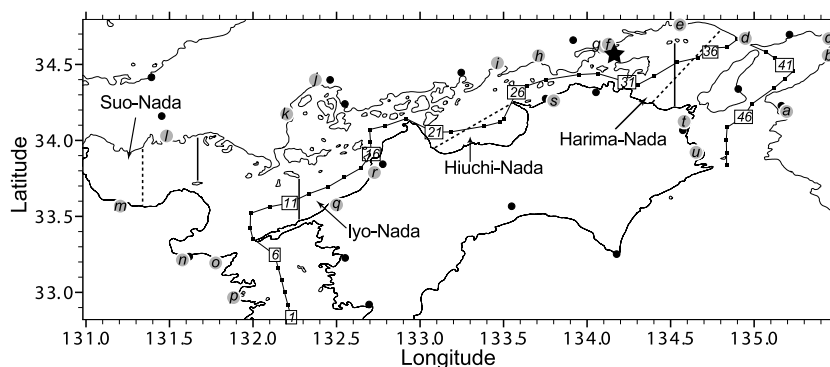 e
c
d
f
36
g
34.5
h
b
i
41
j
31
26
Suo-Nada
s
a
k
46
t
l
21
34.0
Harima-Nada
16
u
Hiuchi-Nada
r
Latitude
m
11
q
33.5
Iyo-Nada
6
n
o
33.0
p
1
131.0 131.5 132.0 132.5 133.0 133.5 134.0 134.5 135.0
Longitude